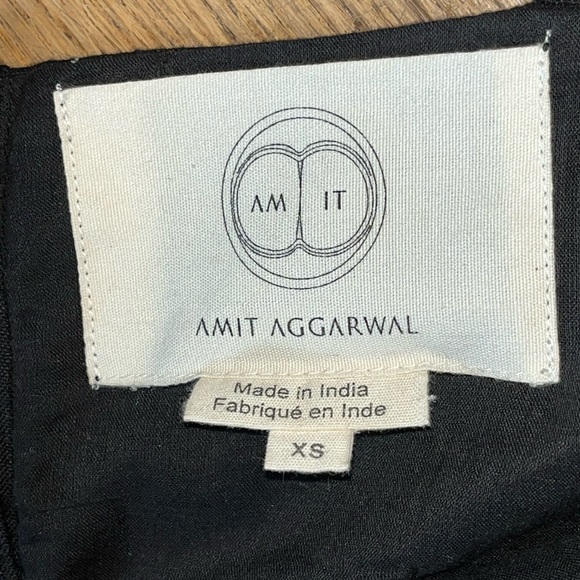 AM IT
AMIT AGGARWAL
Made in India
Fabriqué en Inde
XS